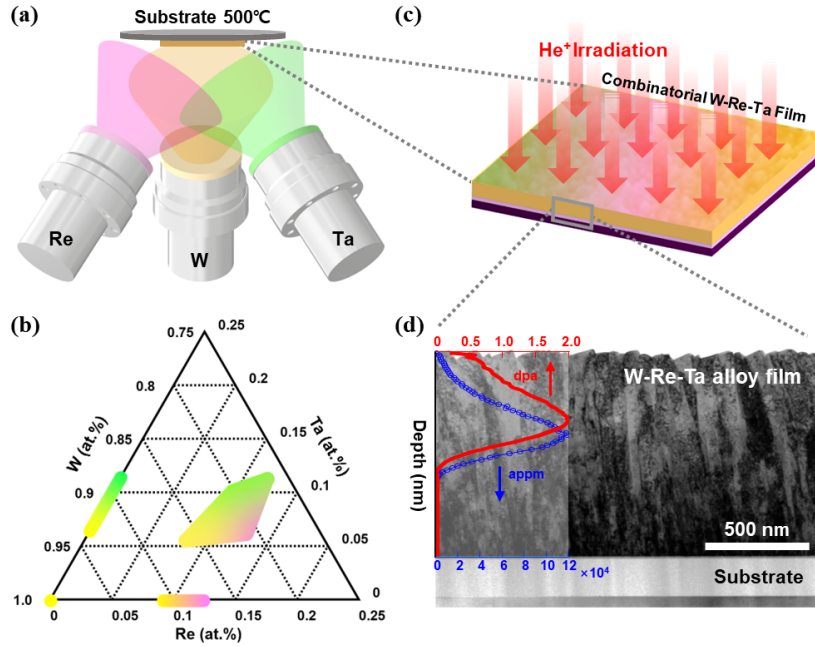 (a)
Substrate 500℃
Re
W
Ta
(b)
0.75
0.25
0.8
0.2
W (at.%)
Ta (at.%)
0.85
0.15
0.9
0.1
0.95
0.05
1.0
0
0
0.05
0.1
0.15
0.2
0.25
Re (at.%)
(c)
He+ Irradiation
Combinatorial W-Re-Ta Film
(d)
0
0.5
1.0
2.0
dpa
W-Re-Ta alloy film
Depth (nm)
appm
500 nm
0 2 4 6 8 10 12 ×10⁴
Substrate